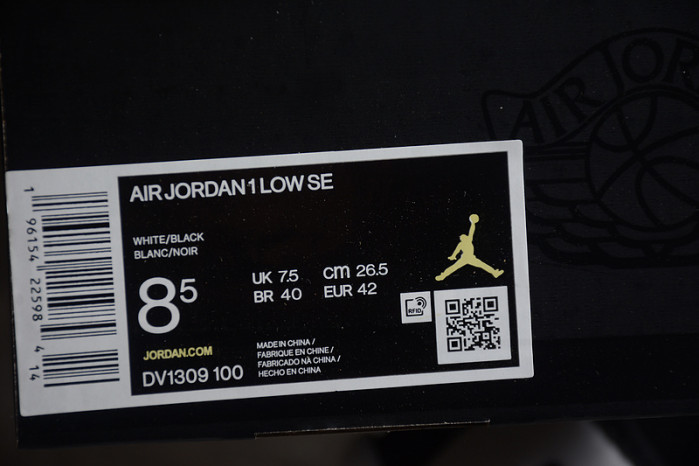 AIR JORDAN
AIR JORDAN 1 LOW SE
WHITE/BLACK
BLANC/NOIR
8 5
UK 7.5
cm 26.5
BR 40
EUR 42
RFID
JORDAN.COM
DV1309 100
MADE IN CHINA /
FABRIQUE EN CHINE /
FABRICADO NÀ CHINA /
HECHO EN CHINA
1 96154 22598 4 14